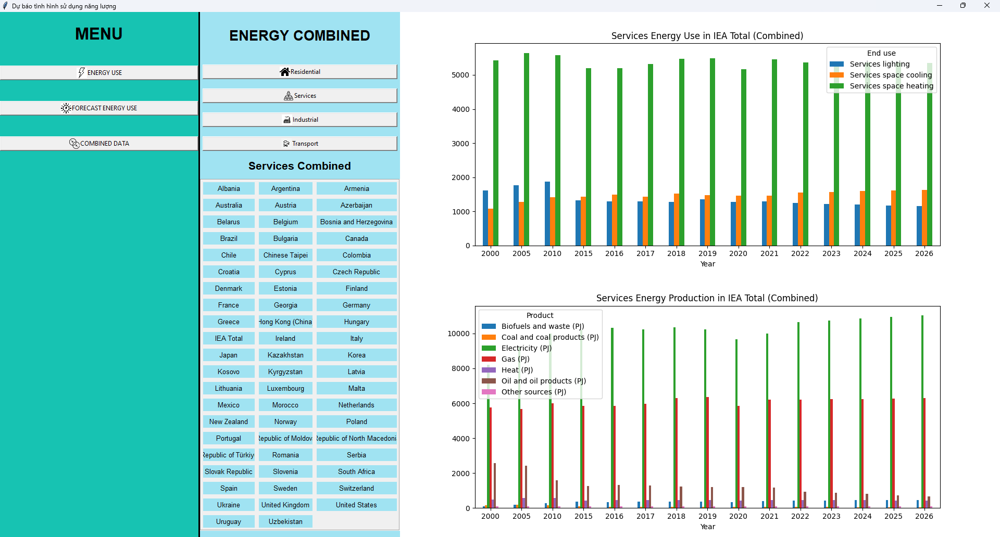 Dự báo tình hình sử dụng năng lượng
MENU
ENERGY USE
FORECAST ENERGY USE
COMBINED DATA
ENERGY COMBINED
Residential
Services
Industrial
Transport
Services Combined
Albania Argentina Armenia
Australia Austria Azerbaijan
Belarus Belgium Bosnia and Herzegovina
Brazil Bulgaria Canada
Chile Chinese Taipei Colombia
Croatia Cyprus Czech Republic
Denmark Estonia Finland
France Georgia Germany
Greece Hong Kong (China Hungary
IEA Total Ireland Italy
Japan Kazakhstan Korea
Kosovo Kyrgyzstan Latvia
Lithuania Luxembourg Malta
Mexico Morocco Netherlands
New Zealand Norway Poland
Portugal Republic of Moldov Republic of North Macedoni
Republic of Türkiy Romania Serbia
Slovak Republic Slovenia South Africa
Spain Sweden Switzerland
Ukraine United Kingdom United States
Uruguay Uzbekistan
Services Energy Use in IEA Total (Combined)
End use
Services lighting
Services space cooling
Services space heating
5000
4000
3000
2000
1000
0
2000 2005 2010 2015 2016 2017 2018 2019 2020 2021 2022 2023 2024 2025 2026
Year
Services Energy Production in IEA Total (Combined)
Product
Biofuels and waste (PJ)
Coal and coal products (PJ)
Electricity (PJ)
Gas (PJ)
Heat (PJ)
Oil and oil products (PJ)
Other sources (PJ)
10000
8000
6000
4000
2000
0
2000 2005 2010 2015 2016 2017 2018 2019 2020 2021 2022 2023 2024 2025 2026
Year